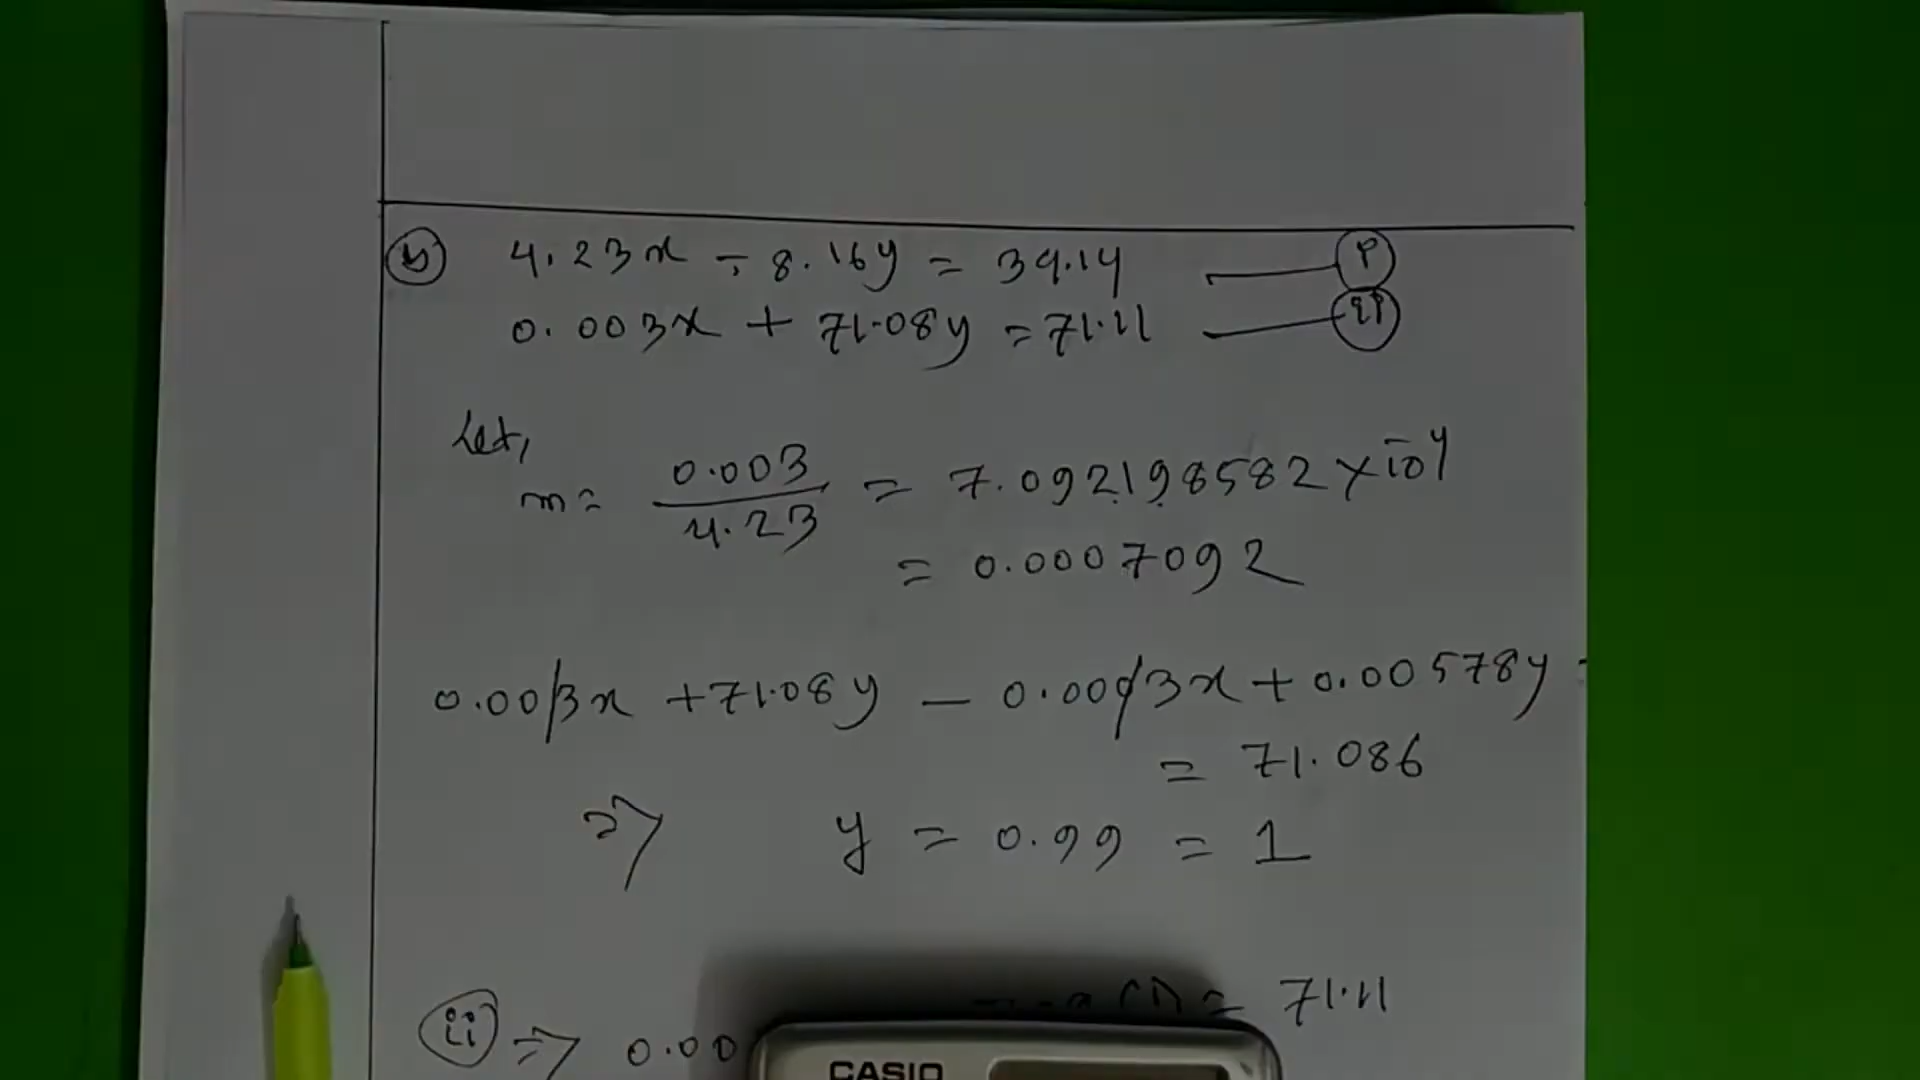 (b) 4.23x - 8.16y = 34.14 (i)
0.003x + 71.08y = 71.11 (ii)
Let,
m = 0.003/4.23 = 7.092198582 × 10^-4
= 0.0007092
0.003x + 71.08y - 0.003x + 0.00578y =
= 71.086
⇒ y = 0.99 = 1
(ii) ⇒ 0.00 (1) = 71.11
CASIO